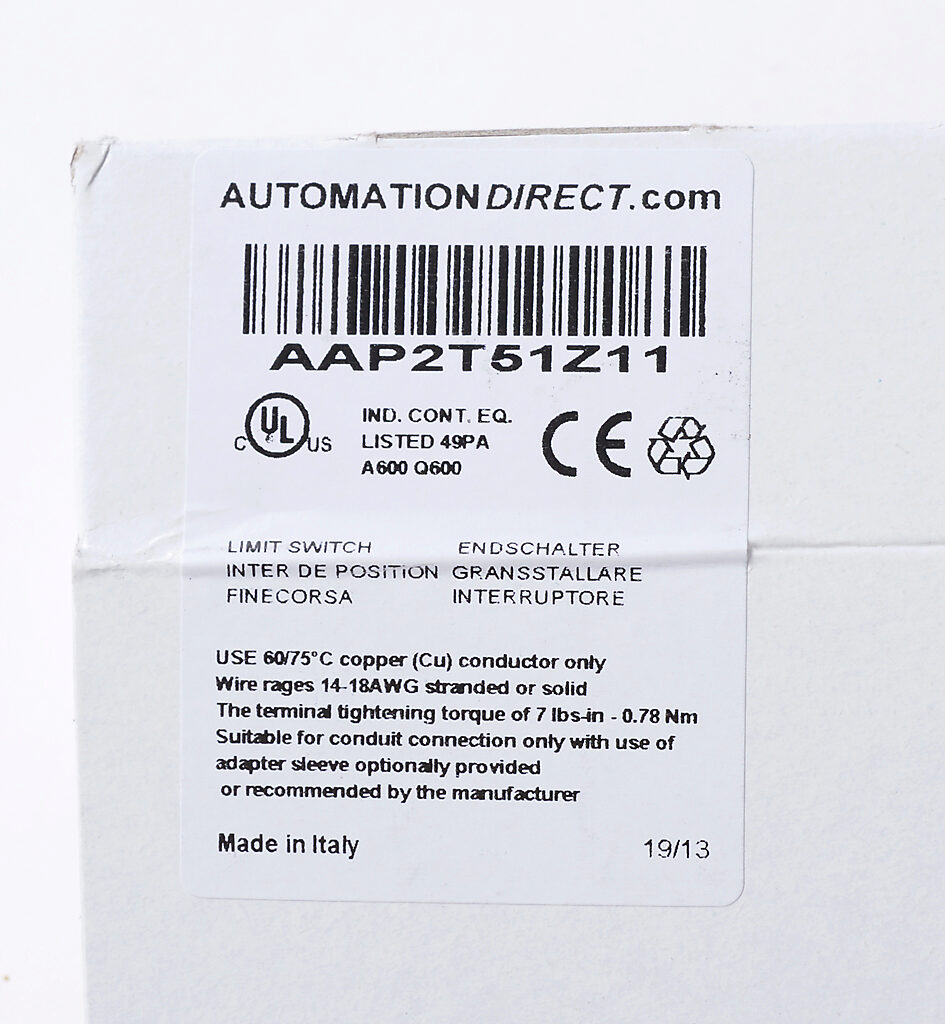 AUTOMATIONDIRECT.com
AAP2T51Z11
C UL US
IND. CONT. EQ.
LISTED 49PA
A600 Q600
CE
LIMIT SWITCH ENDSCHALTER
INTER DE POSITION GRANSSTALLARE
FINECORSA INTERRUPTORE
USE 60/75°C copper (Cu) conductor only
Wire rages 14-18AWG stranded or solid
The terminal tightening torque of 7 lbs-in - 0.78 Nm
Suitable for conduit connection only with use of
adapter sleeve optionally provided
or recommended by the manufacturer
Made in Italy 19/13